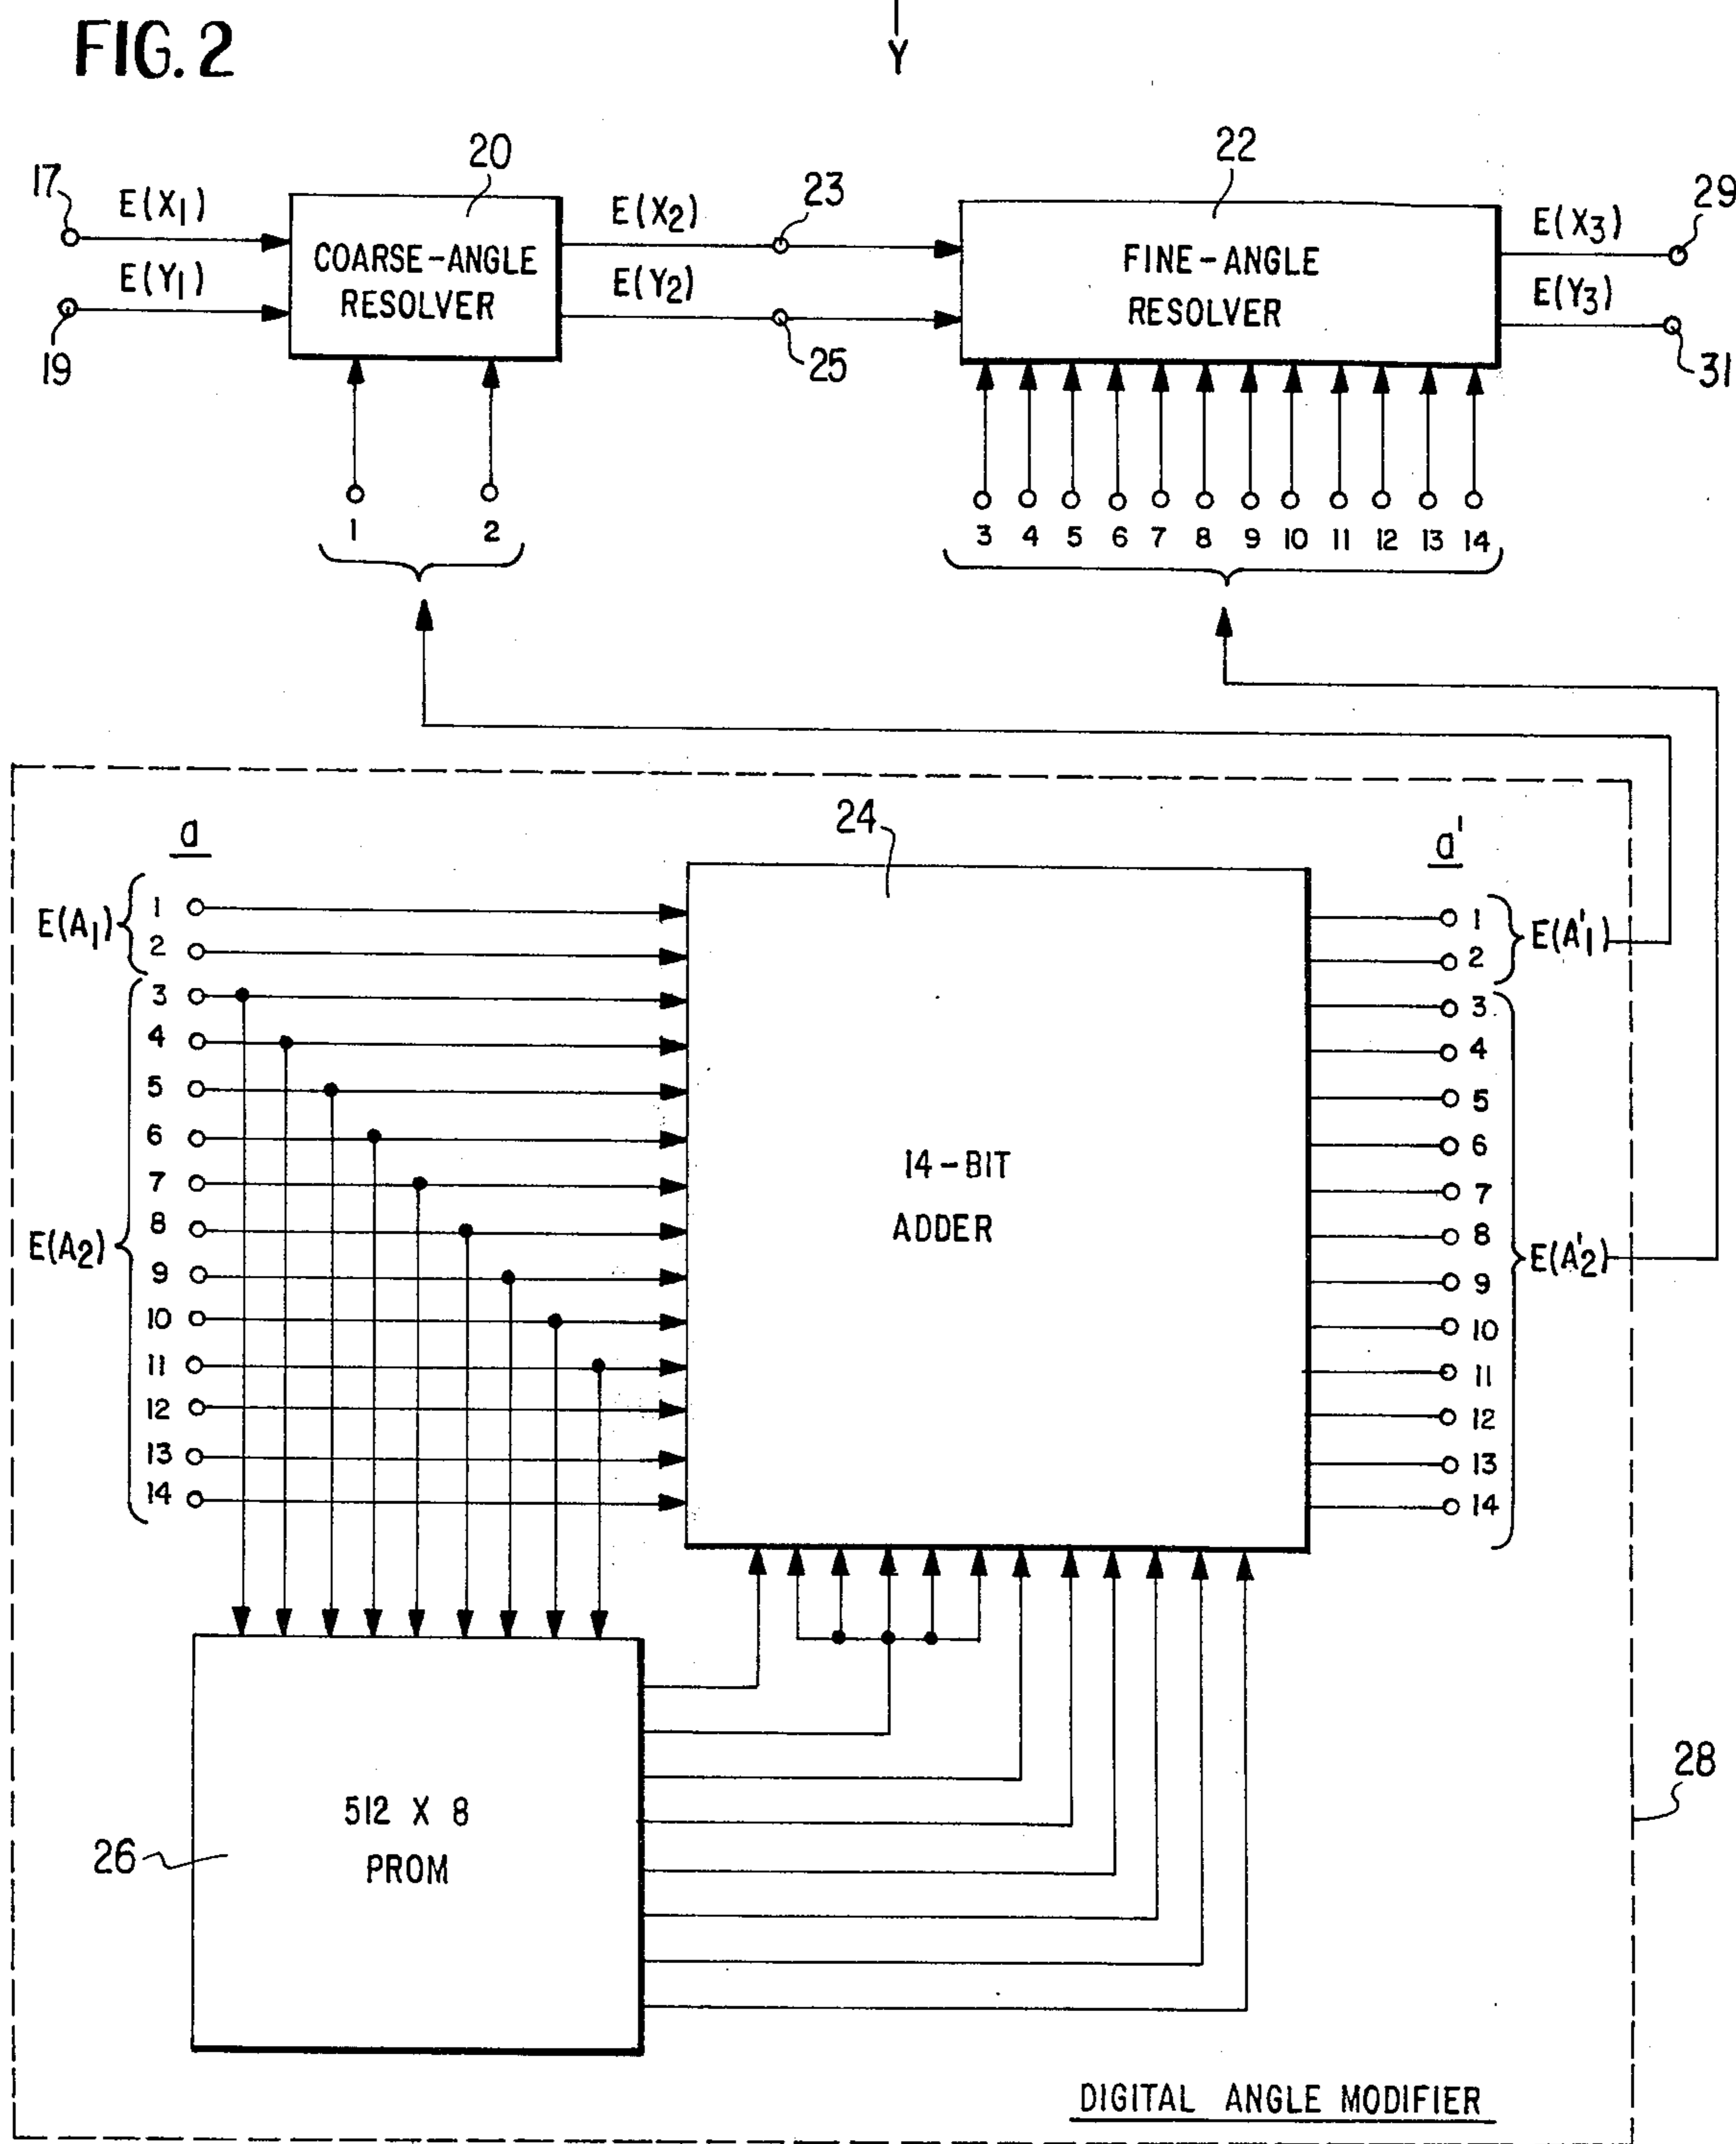 FIG. 2
Y
17
E(X1)
20
E(X2)
23
22
E(X3)
29
COARSE-ANGLE
RESOLVER
FINE-ANGLE
RESOLVER
19
E(Y1)
E(Y2)
25
E(Y3)
31
1 2
3 4 5 6 7 8 9 10 11 12 13 14
a
24
a'
E(A1)
1
2
E(A2)
3
4
5
6
7
8
9
10
11
12
13
14
14-BIT
ADDER
1
2
E(A'1)
3
4
5
6
7
8
9
10
11
12
13
14
E(A'2)
26
512 X 8
PROM
28
DIGITAL ANGLE MODIFIER